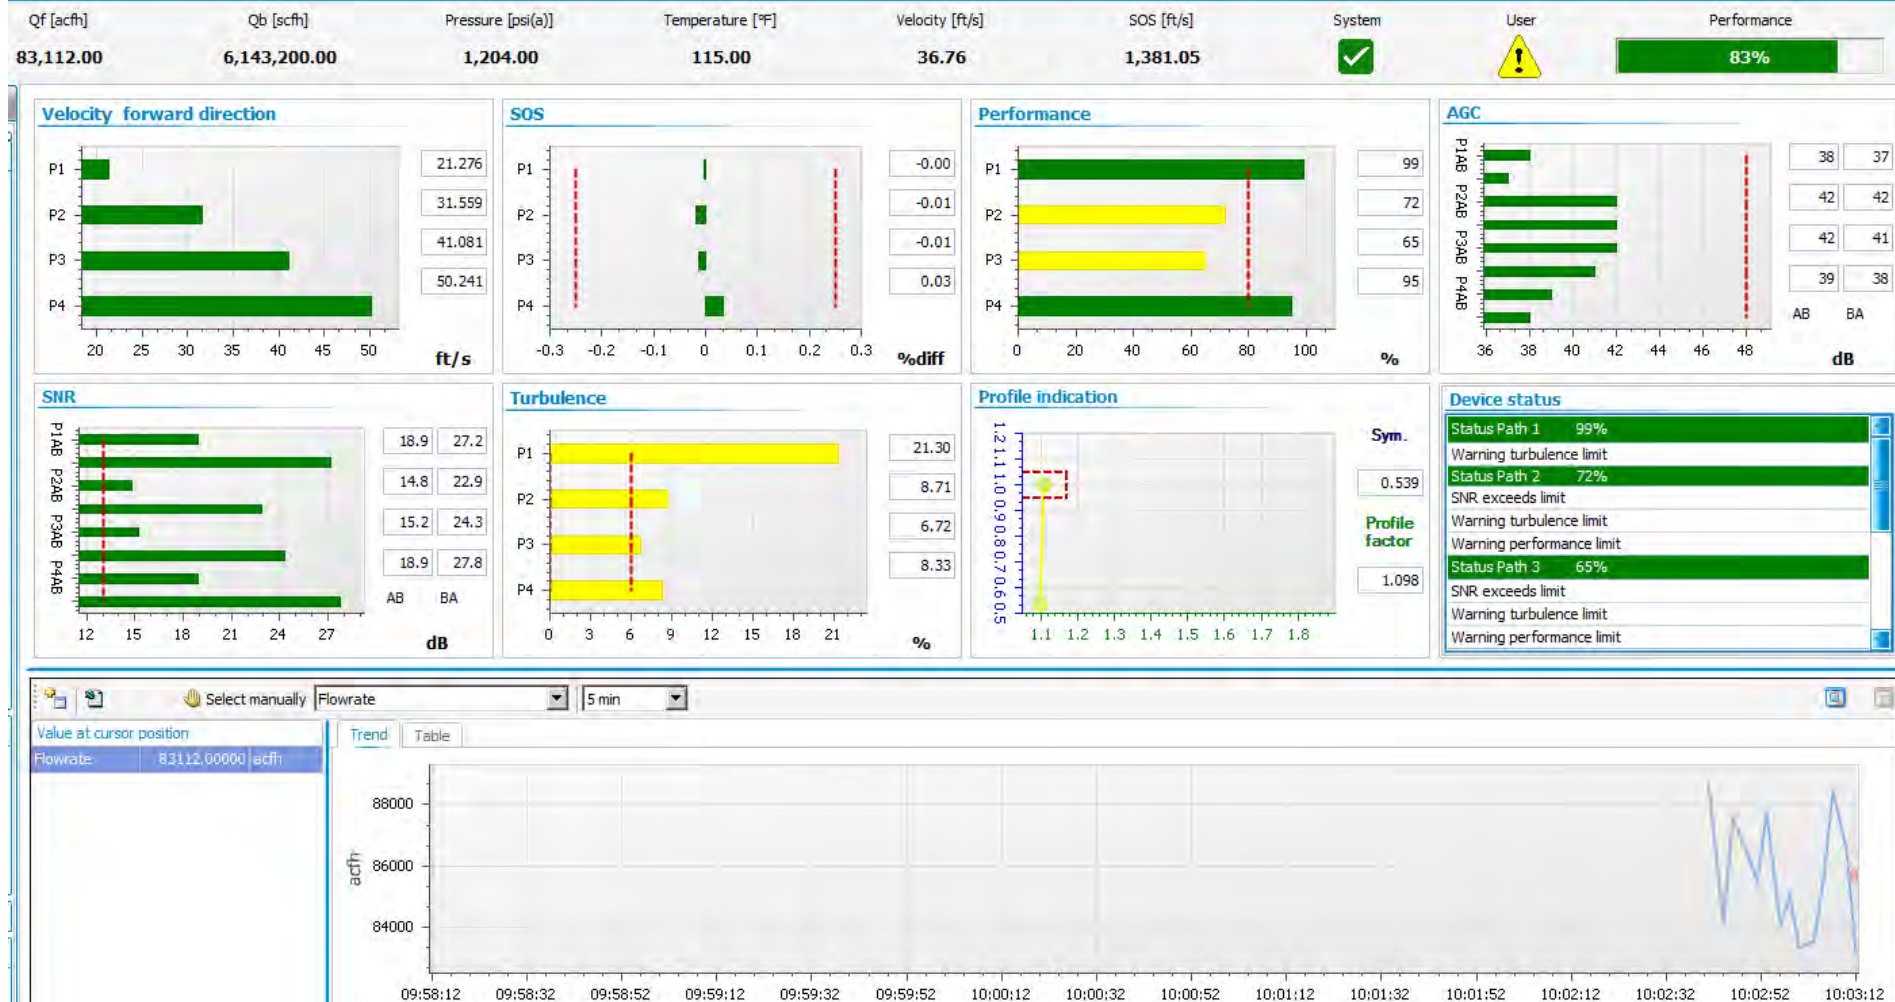 Qf [acfh] Qb [scfh] Pressure [psi(a)] Temperature [°F] Velocity [ft/s] SOS [ft/s] System User Performance
83,112.00 6,143,200.00 1,204.00 115.00 36.76 1,381.05 83%
Velocity forward direction
P1 21.276
P2 31.559
P3 41.081
P4 50.241
20 25 30 35 40 45 50
ft/s
SOS
P1 -0.00
P2 -0.01
P3 -0.01
P4 0.03
-0.3 -0.2 -0.1 0 0.1 0.2 0.3
%diff
Performance
P1 99
P2 72
P3 65
P4 95
0 20 40 60 80 100
%
AGC
P1AB 38 37
P2AB 42 42
P3AB 42 41
P4AB 39 38
AB BA
36 38 40 42 44 46 48
dB
SNR
P1AB 18.9 27.2
P2AB 14.8 22.9
P3AB 15.2 24.3
P4AB 18.9 27.8
AB BA
12 15 18 21 24 27
dB
Turbulence
P1 21.30
P2 8.71
P3 6.72
P4 8.33
0 3 6 9 12 15 18 21
%
Profile indication
1.2 1.1 1.0 0.9 0.8 0.7 0.6 0.5
1.1 1.2 1.3 1.4 1.5 1.6 1.7 1.8
Sym.
0.539
Profile
factor
1.098
Device status
Status Path 1 99%
Warning turbulence limit
Status Path 2 72%
SNR exceeds limit
Warning turbulence limit
Warning performance limit
Status Path 3 65%
SNR exceeds limit
Warning turbulence limit
Warning performance limit
Select manually Flowrate 5 min
Value at cursor position
Flowrate 83112.00000 acfh
Trend Table
acfh
88000
86000
84000
09:58:12 09:58:32 09:58:52 09:59:12 09:59:32 09:59:52 10:00:12 10:00:32 10:00:52 10:01:12 10:01:32 10:01:52 10:02:12 10:02:32 10:02:52 10:03:12